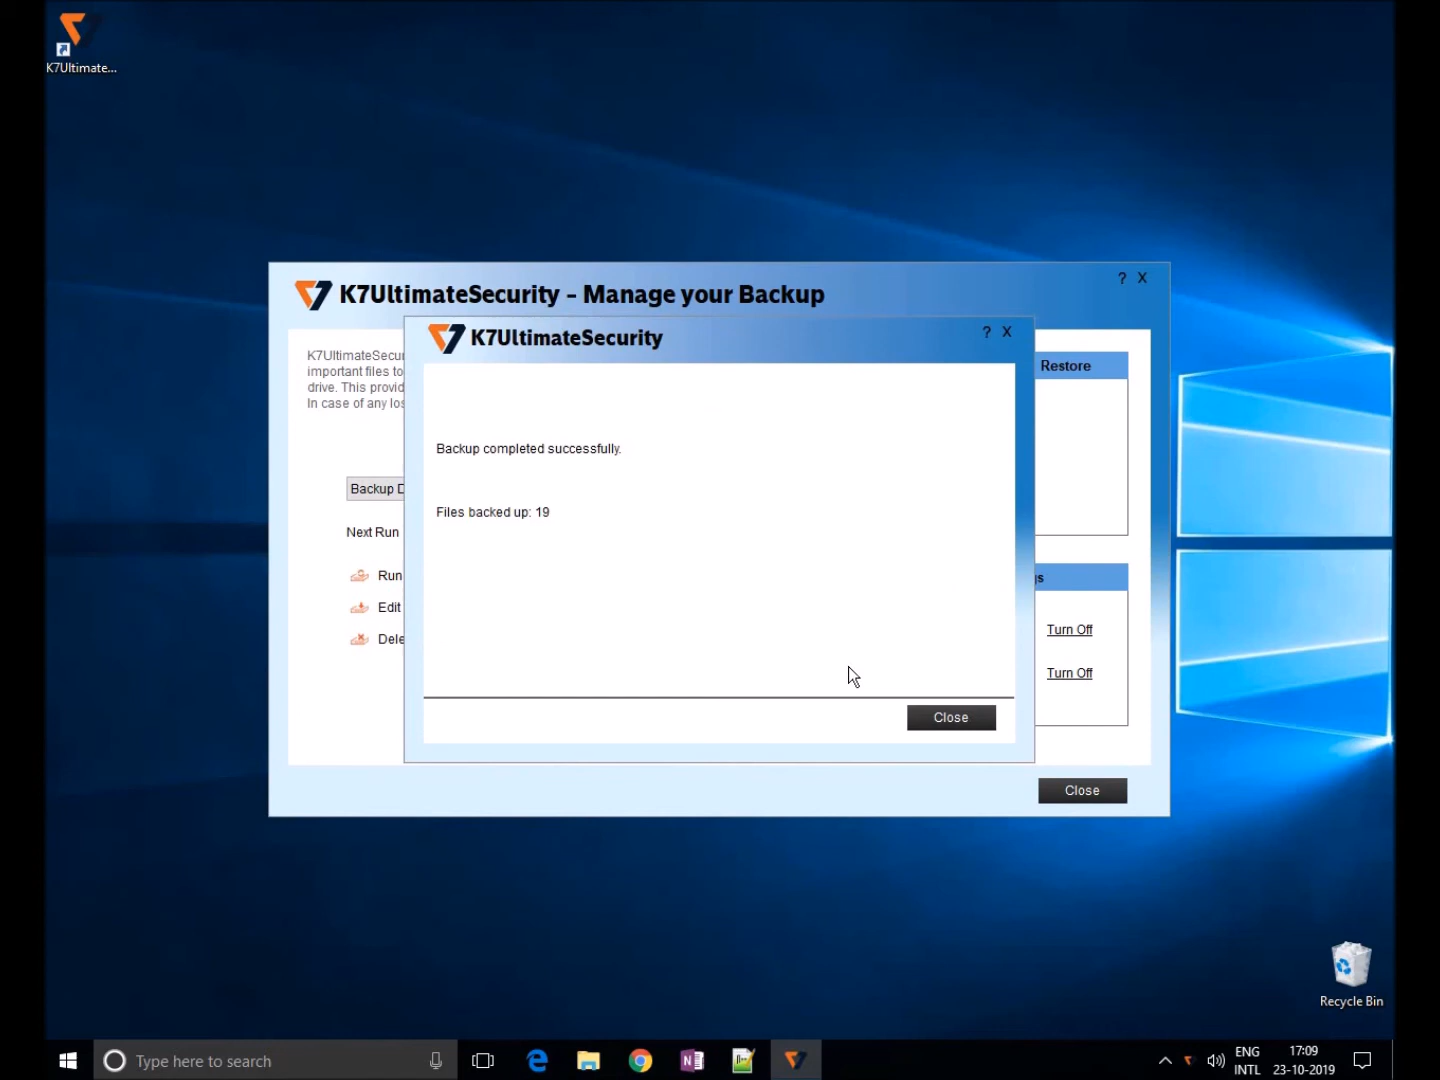 K7Ultimate...
K7UltimateSecurity - Manage your Backup
? X
K7UltimateSecurity
? X
K7UltimateSecu
important files to
drive. This provid
In case of any los
Restore
Backup completed successfully.
Backup D
Files backed up: 19
Next Run
Run
Edit
Dele
gs
Turn Off
Turn Off
Close
Close
Recycle Bin
Type here to search
ENG
INTL
17:09
23-10-2019